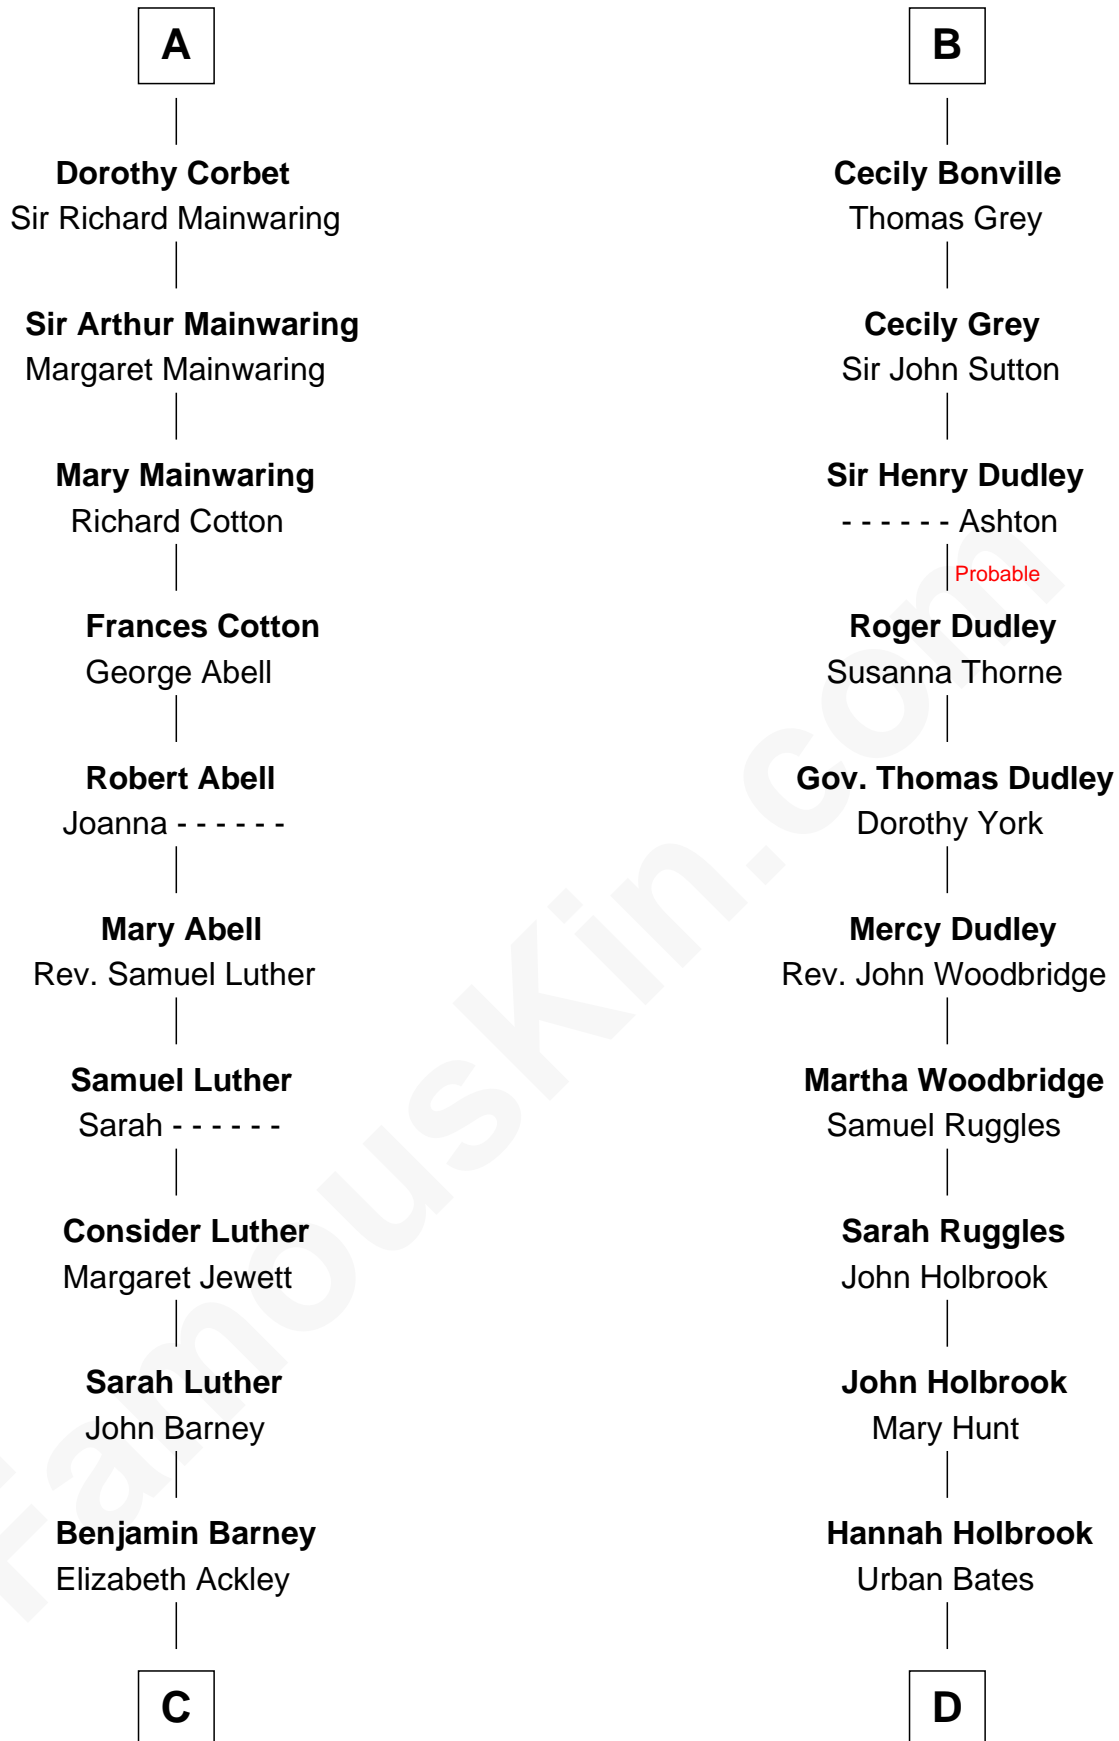 A
Dorothy Corbet
Sir Richard Mainwaring
Sir Arthur Mainwaring
Margaret Mainwaring
Mary Mainwaring
Richard Cotton
Frances Cotton
George Abell
Robert Abell
Joanna - - - - - -
Mary Abell
Rev. Samuel Luther
Samuel Luther
Sarah - - - - - -
Consider Luther
Margaret Jewett
Sarah Luther
John Barney
Benjamin Barney
Elizabeth Ackley
C
B
Cecily Bonville
Thomas Grey
Cecily Grey
Sir John Sutton
Sir Henry Dudley
- - - - - - Ashton
Probable
Roger Dudley
Susanna Thorne
Gov. Thomas Dudley
Dorothy York
Mercy Dudley
Rev. John Woodbridge
Martha Woodbridge
Samuel Ruggles
Sarah Ruggles
John Holbrook
John Holbrook
Mary Hunt
Hannah Holbrook
Urban Bates
D
FamousKin.com